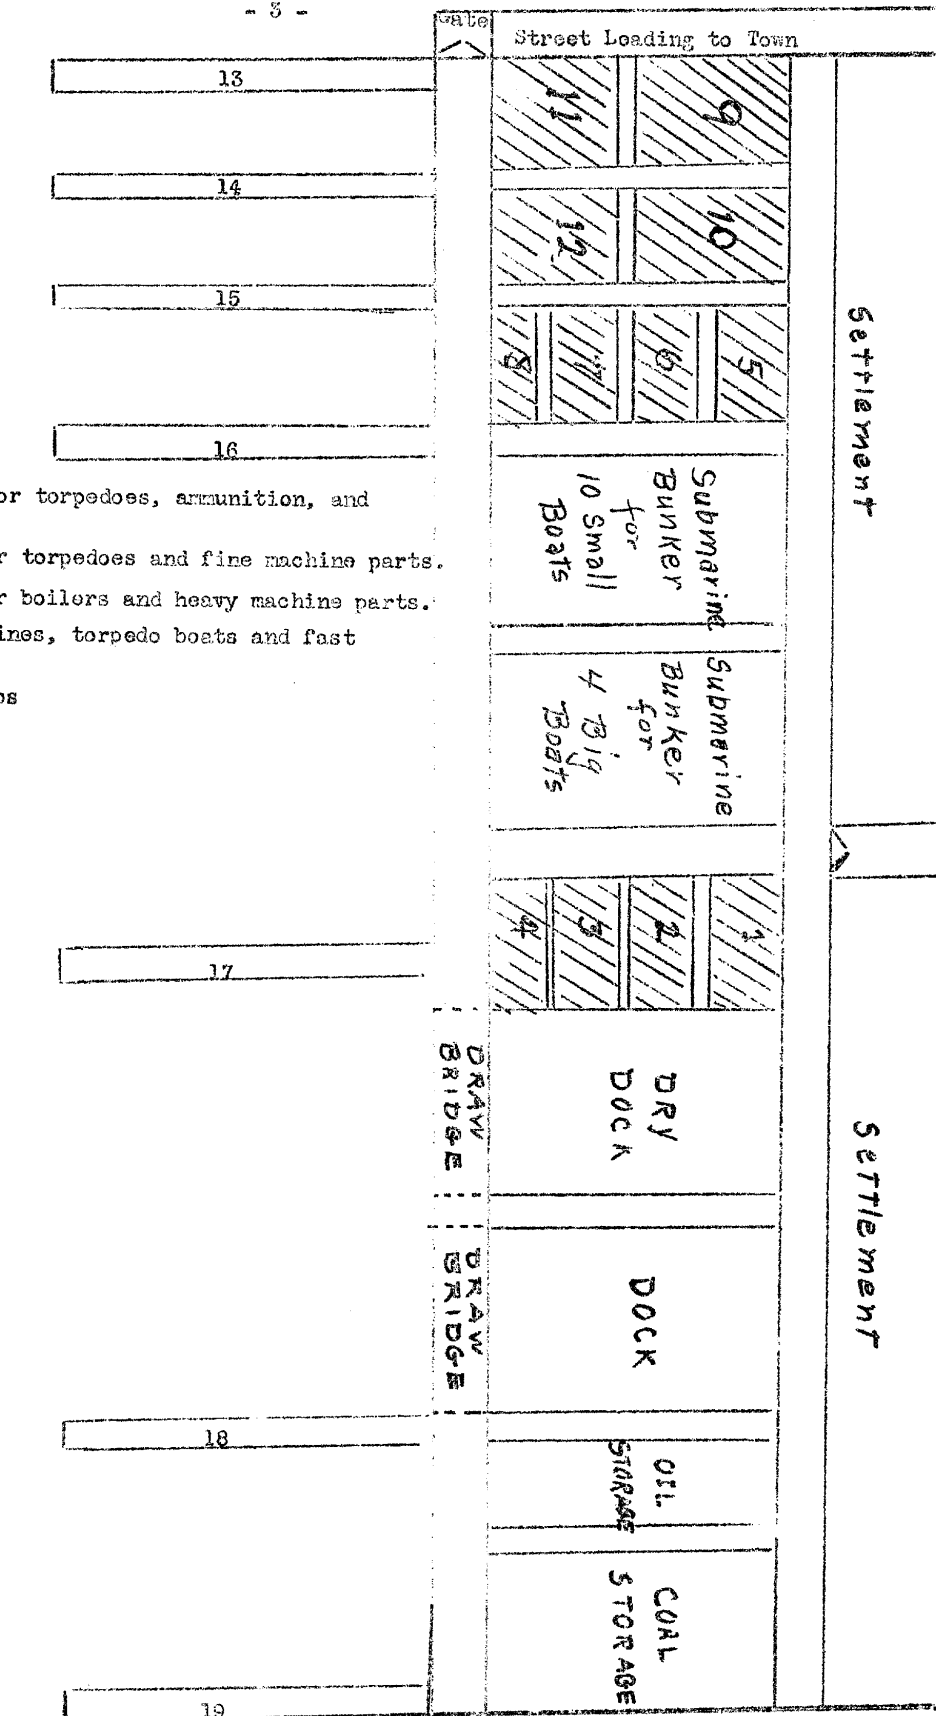 - 3 -
Gate
Street Leading to Town
13
11
9
14
12
10
15
8
6
5
Settlement
16
Submarine
Bunker
for
10 Small
Boats
or torpedoes, ammunition, and
r torpedoes and fine machine parts.
r boilers and heavy machine parts.
ines, torpedo boats and fast
os
Submarine
Bunker
for
4 Big
Boats
4
3
2
1
17
DRAW
BRIDGE
DRY
DOCK
Settlement
DRAW
BRIDGE
DOCK
18
OIL
STORAGE
COAL
STORAGE
19